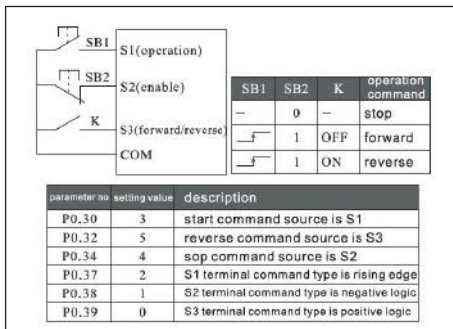 SB1 S1(operation)
SB2 S2(enable)
K S3(forward/reverse)
COM
SB1 SB2 K operation command
– 0 – stop
1 OFF forward
1 ON reverse
parameter no setting value description
P0.30 3 start command source is S1
P0.32 5 reverse command source is S3
P0.34 4 sop command source is S2
P0.37 2 S1 terminal command type is rising edge
P0.38 1 S2 terminal command type is negative logic
P0.39 0 S3 terminal command type is positive logic